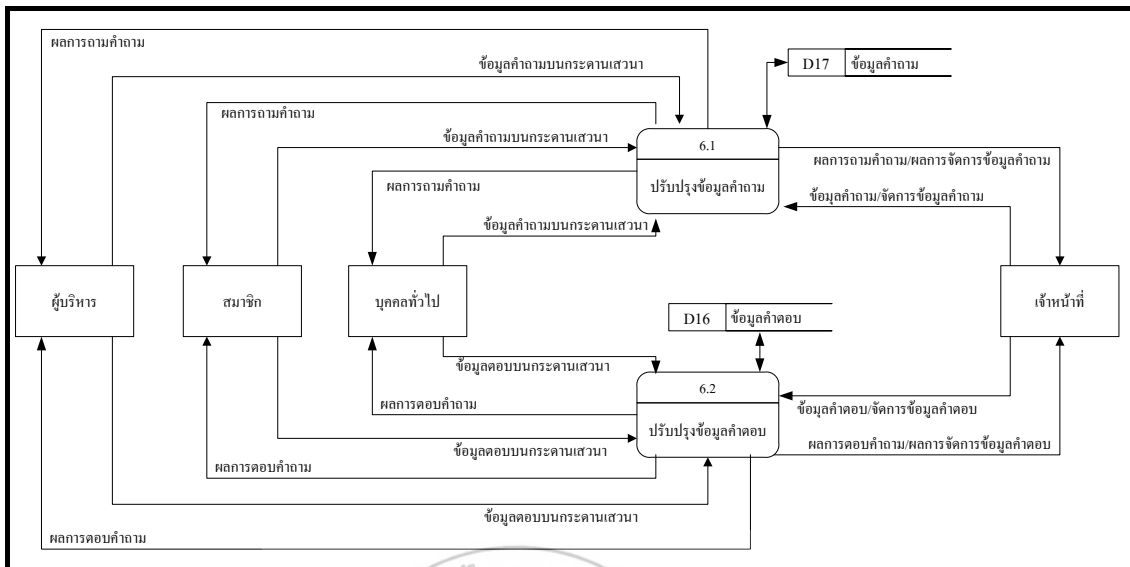 ผลการถามคำถาม
ข้อมูลคำถามบนกระดานเสวนา
D17 ข้อมูลคำถาม
ผลการถามคำถาม
ข้อมูลคำถามบนกระดานเสวนา
6.1
ผลการถามคำถาม/ผลการจัดการข้อมูลคำถาม
ผลการถามคำถาม
ปรับปรุงข้อมูลคำถาม
ข้อมูลคำถาม/จัดการข้อมูลคำถาม
ข้อมูลคำถามบนกระดานเสวนา
ผู้บริหาร
สมาชิก
บุคคลทั่วไป
เจ้าหน้าที่
D16 ข้อมูลคำตอบ
ข้อมูลตอบบนกระดานเสวนา
6.2
ผลการตอบคำถาม
ข้อมูลคำตอบ/จัดการข้อมูลคำตอบ
ปรับปรุงข้อมูลคำตอบ
ข้อมูลตอบบนกระดานเสวนา
ผลการตอบคำถาม/ผลการจัดการข้อมูลคำตอบ
ผลการตอบคำถาม
ข้อมูลตอบบนกระดานเสวนา
ผลการตอบคำถาม